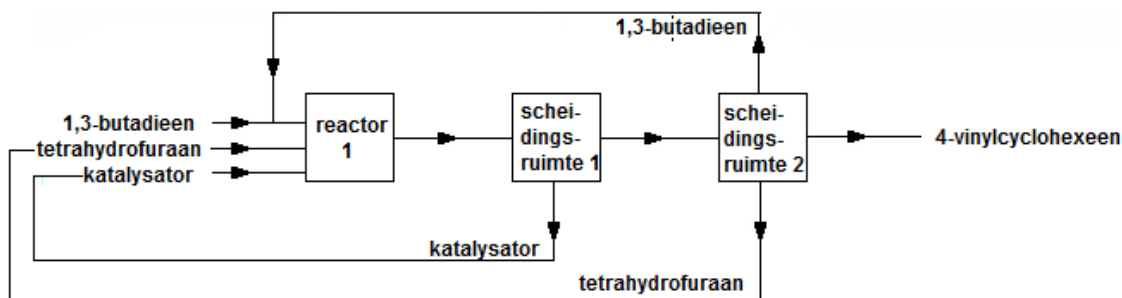 1,3-butadieen
1,3-butadieen
tetrahydrofuraan
katalysator
reactor
1
schei-
dings-
ruimte 1
schei-
dings-
ruimte 2
4-vinylcyclohexeen
katalysator
tetrahydrofuraan